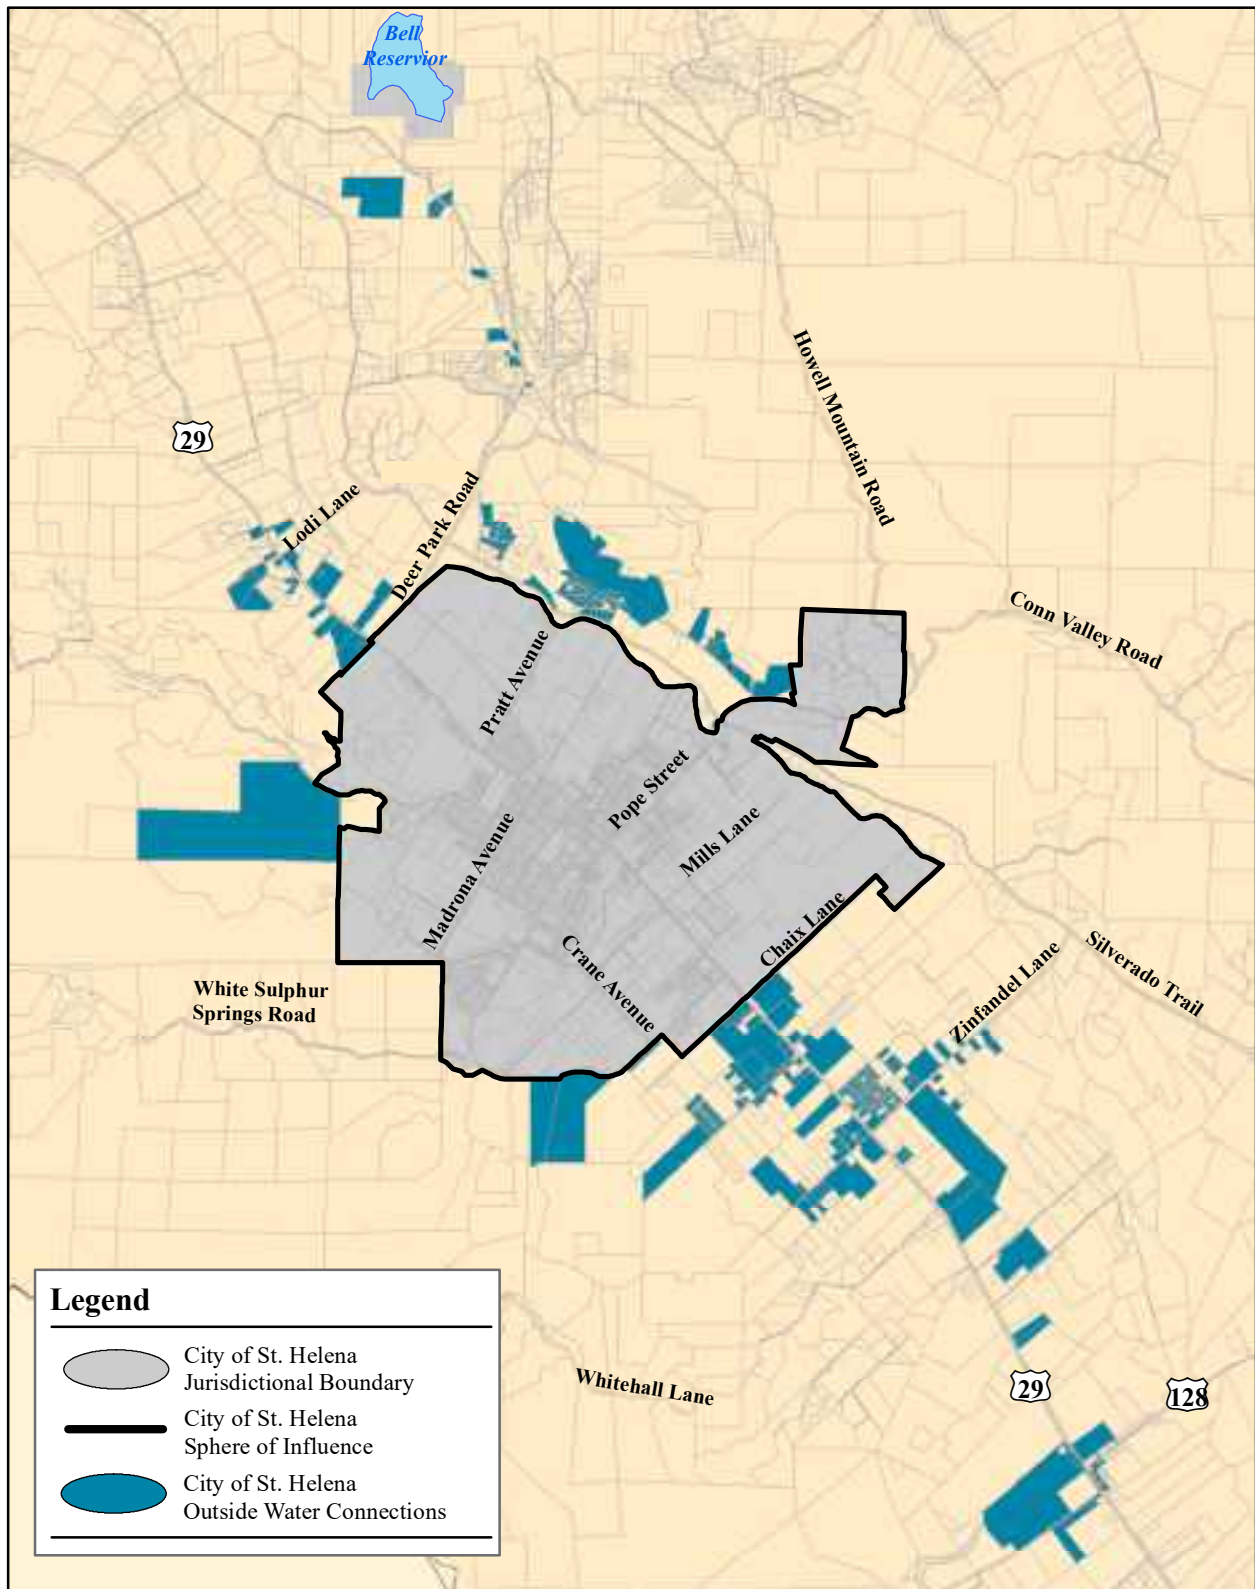 Bell
Reservior
29
Howell Mountain Road
Lodi Lane
Deer Park Road
Conn Valley Road
Pratt Avenue
Pope Street
Mills Lane
Madrona Avenue
Chaix Lane
Crane Avenue
Silverado Trail
Zinfandel Lane
White Sulphur
Springs Road
Whitehall Lane
29
128
Legend
City of St. Helena
Jurisdictional Boundary
City of St. Helena
Sphere of Influence
City of St. Helena
Outside Water Connections